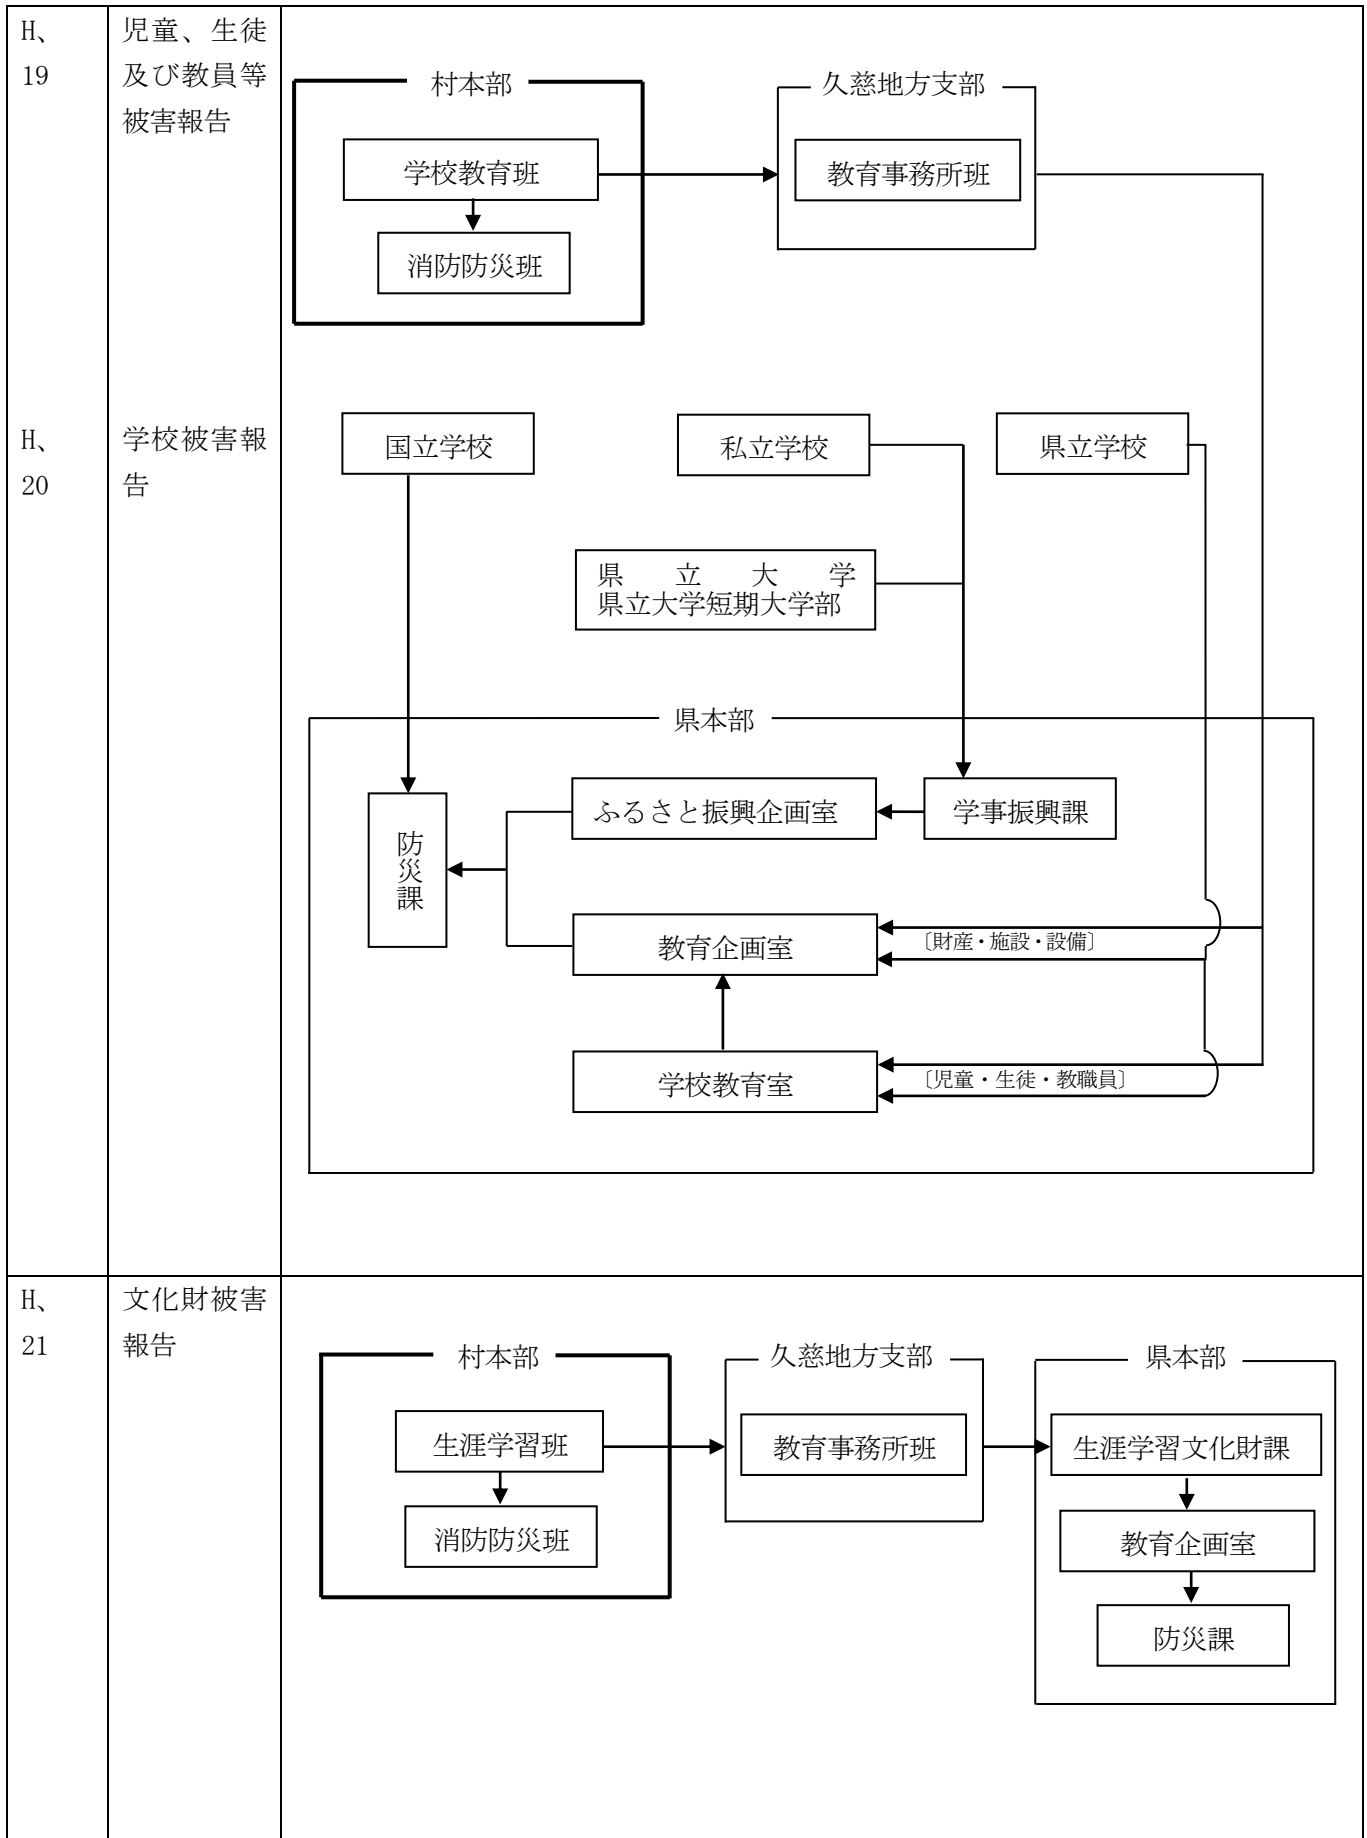 H、
19
児童、生徒
及び教員等
被害報告
村本部
久慈地方支部
学校教育班
教育事務所班
消防防災班
H、
20
学校被害報
告
国立学校
私立学校
県立学校
県立大学
県立大学短期大学部
県本部
防災課
ふるさと振興企画室
学事振興課
教育企画室
〔財産・施設・設備〕
学校教育室
〔児童・生徒・教職員〕
H、
21
文化財被害
報告
村本部
久慈地方支部
県本部
生涯学習班
教育事務所班
生涯学習文化財課
消防防災班
教育企画室
防災課